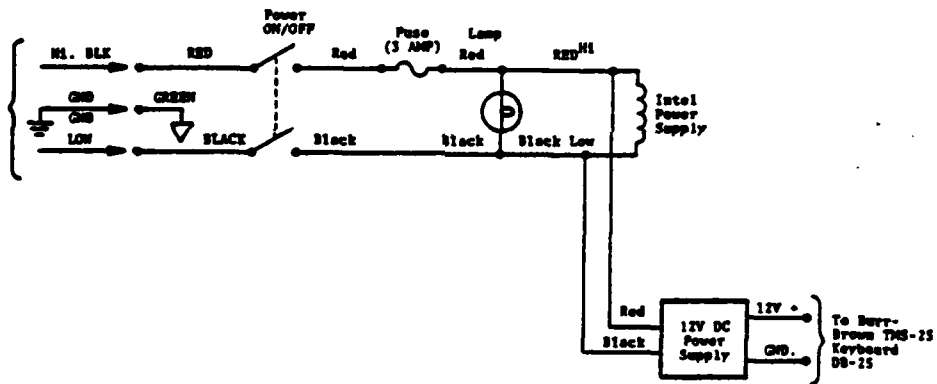 Power
ON/OFF
Fuse
(3 AMP)
Lamp
Hi. BLK
RED
Red
Red
RED Hi
GND
GND
GREEN
Intel
Power
Supply
LOW
BLACK
Black
Black
Black Low
Red
Black
12V DC
Power
Supply
12V +
GND.
To Burr-
Brown TMS-25
Keyboard
DB-25